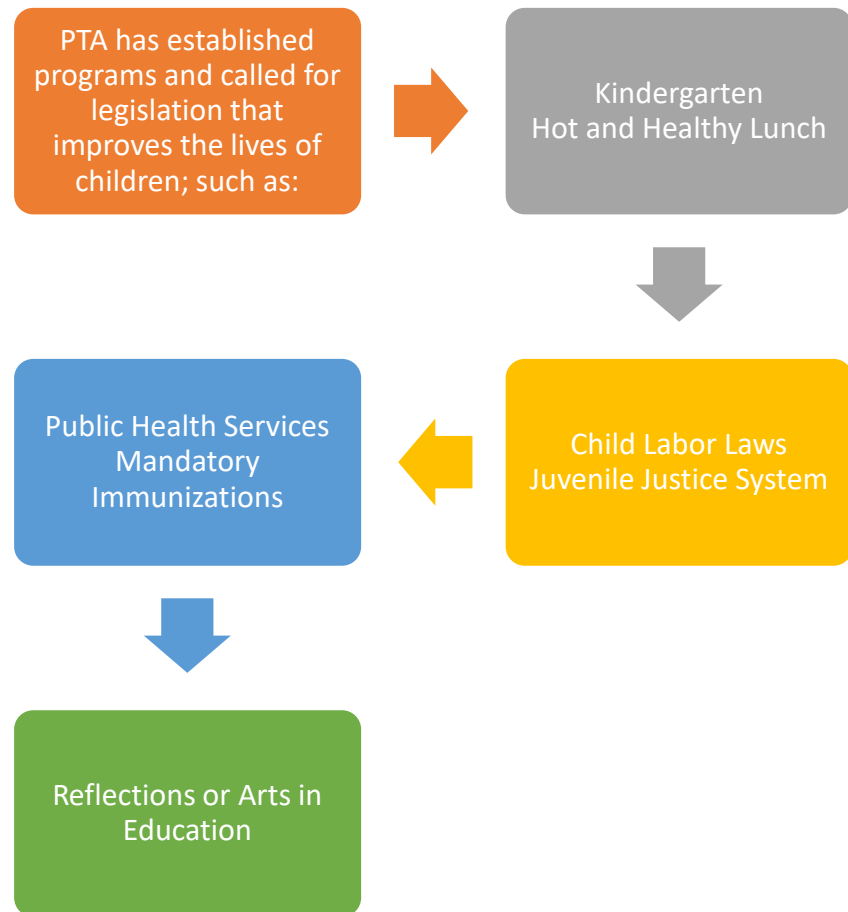 PTA has established
programs and called for
legislation that
improves the lives of
children; such as:
Kindergarten
Hot and Healthy Lunch
Child Labor Laws
Juvenile Justice System
Public Health Services
Mandatory
Immunizations
Reflections or Arts in
Education